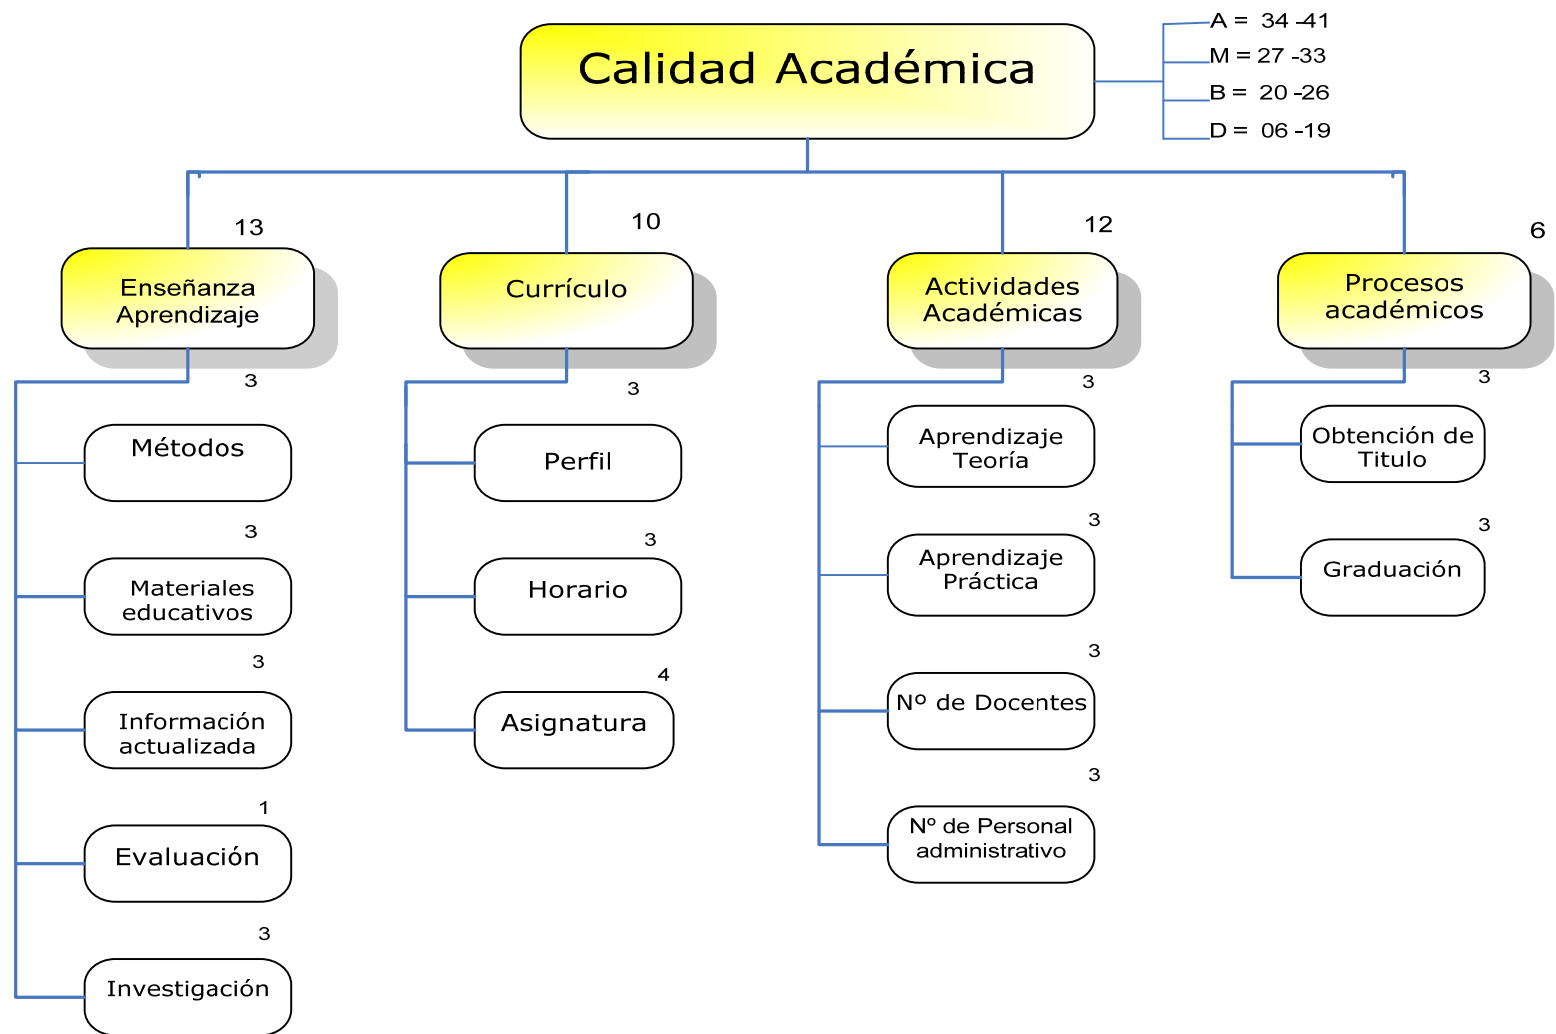 Calidad Académica
A = 34 -41
M = 27 -33
B = 20 -26
D = 06 -19
13
Enseñanza
Aprendizaje
3
Métodos
3
Materiales
educativos
3
Información
actualizada
1
Evaluación
3
Investigación
10
Currículo
3
Perfil
3
Horario
4
Asignatura
12
Actividades
Académicas
3
Aprendizaje
Teoría
3
Aprendizaje
Práctica
3
Nº de Docentes
3
Nº de Personal
administrativo
6
Procesos
académicos
3
Obtención de
Titulo
3
Graduación